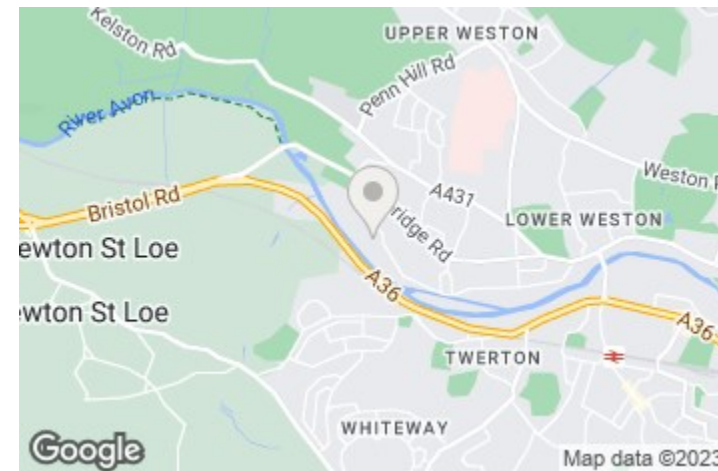 Kelston Rd
UPPER WESTON
Penn Hill Rd
River Avon
Weston
A431
Bristol Rd
LOWER WESTON
ridge Rd
ewton St Loe
A36
wton St Loe
A36
TWERTON
WHITEWAY
Google
Map data ©2023